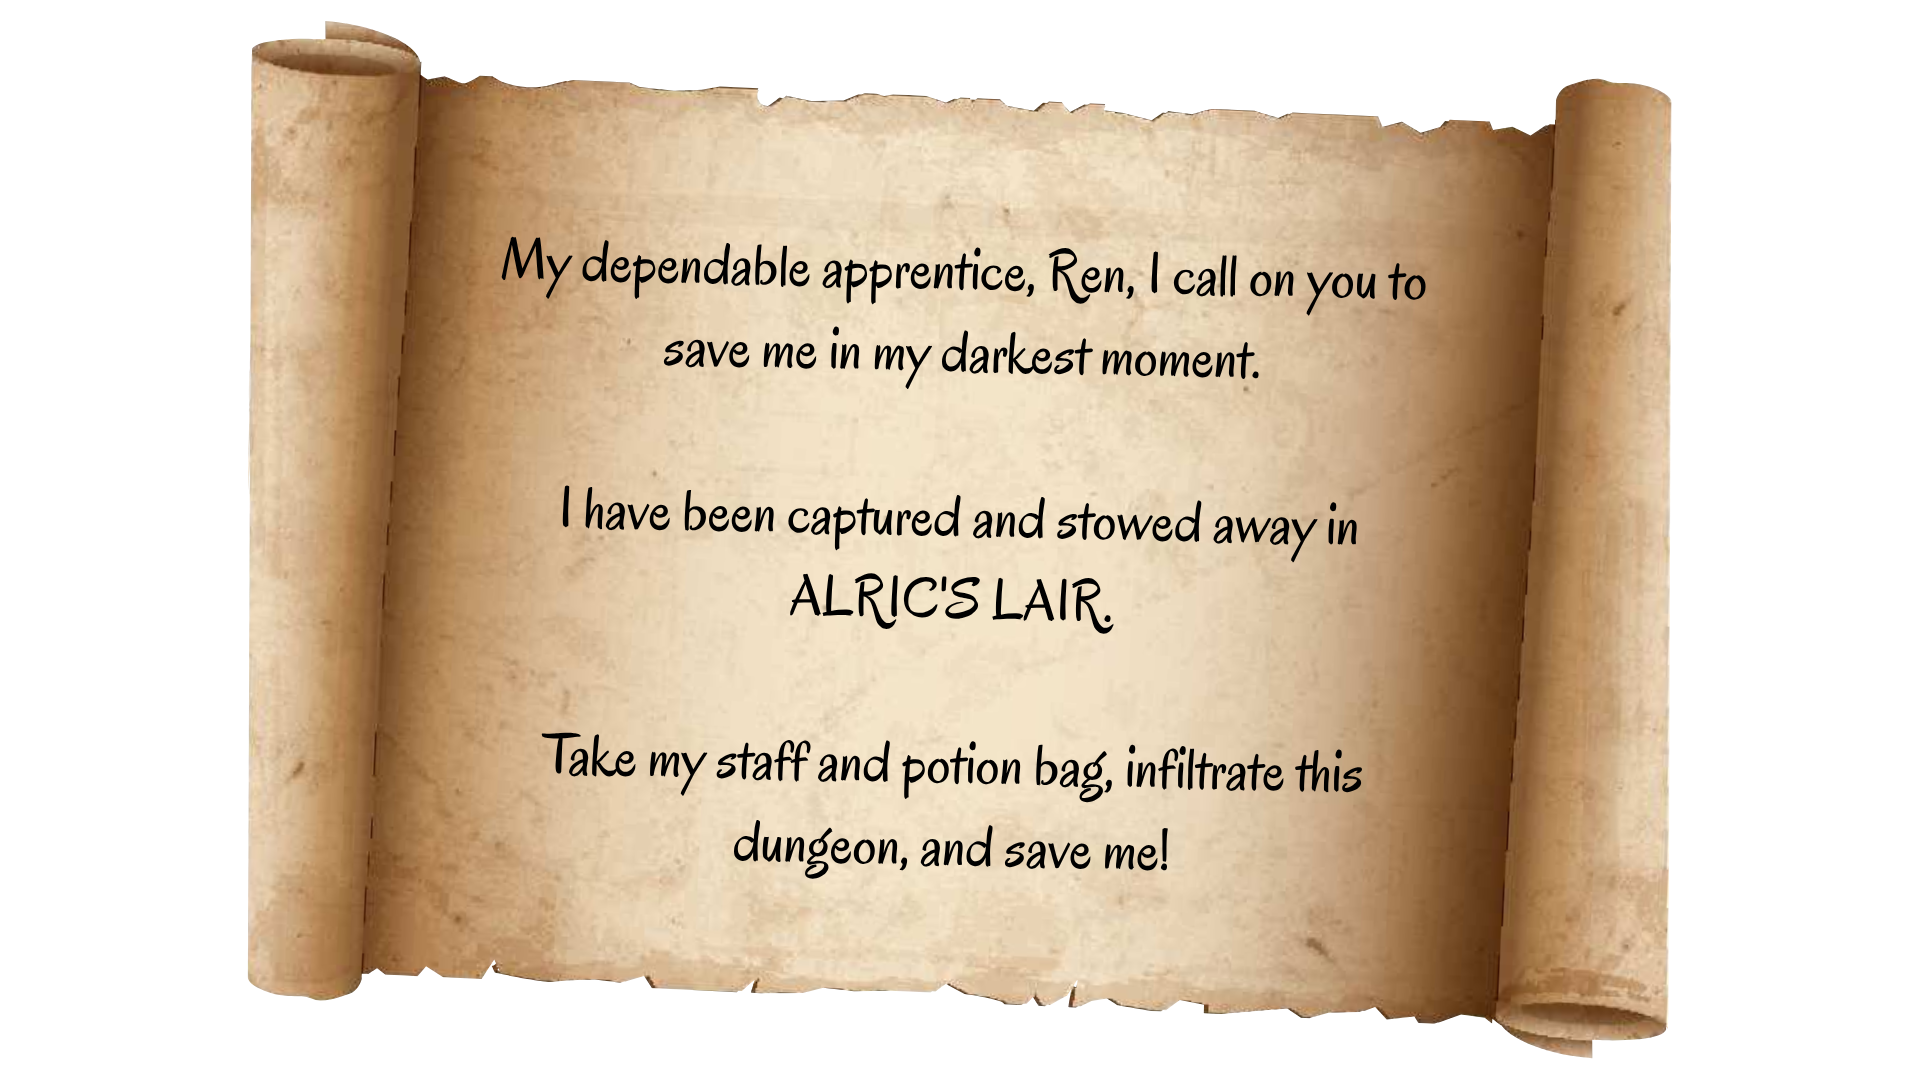 My dependable apprentice, Ren, I call on you to
save me in my darkest moment.
I have been captured and stowed away in
ALRIC'S LAIR.
Take my staff and potion bag, infiltrate this
dungeon, and save me!